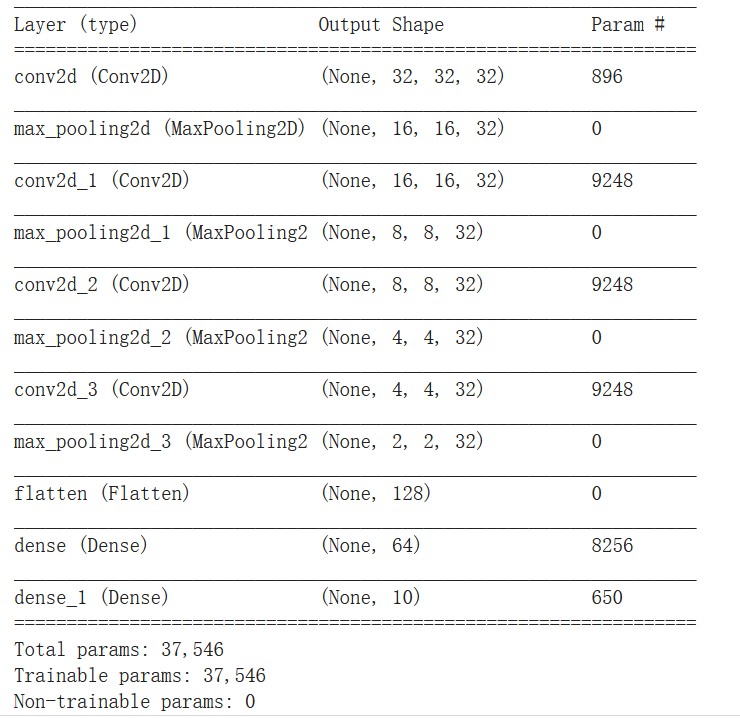 Layer (type) Output Shape Param #
conv2d (Conv2D) (None, 32, 32, 32) 896
max_pooling2d (MaxPooling2D) (None, 16, 16, 32) 0
conv2d_1 (Conv2D) (None, 16, 16, 32) 9248
max_pooling2d_1 (MaxPooling2 (None, 8, 8, 32) 0
conv2d_2 (Conv2D) (None, 8, 8, 32) 9248
max_pooling2d_2 (MaxPooling2 (None, 4, 4, 32) 0
conv2d_3 (Conv2D) (None, 4, 4, 32) 9248
max_pooling2d_3 (MaxPooling2 (None, 2, 2, 32) 0
flatten (Flatten) (None, 128) 0
dense (Dense) (None, 64) 8256
dense_1 (Dense) (None, 10) 650
Total params: 37,546
Trainable params: 37,546
Non-trainable params: 0